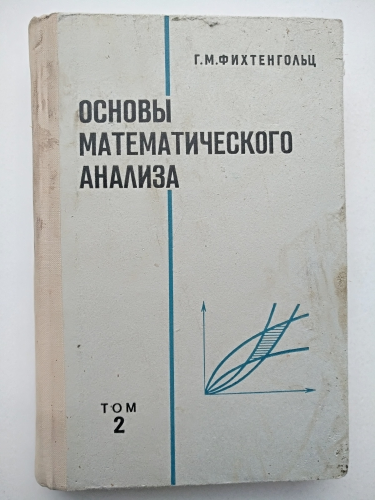 Г.М.ФИХТЕНГОЛЬЦ
ОСНОВЫ
МАТЕМАТИЧЕСКОГО
АНАЛИЗА
ТОМ
2